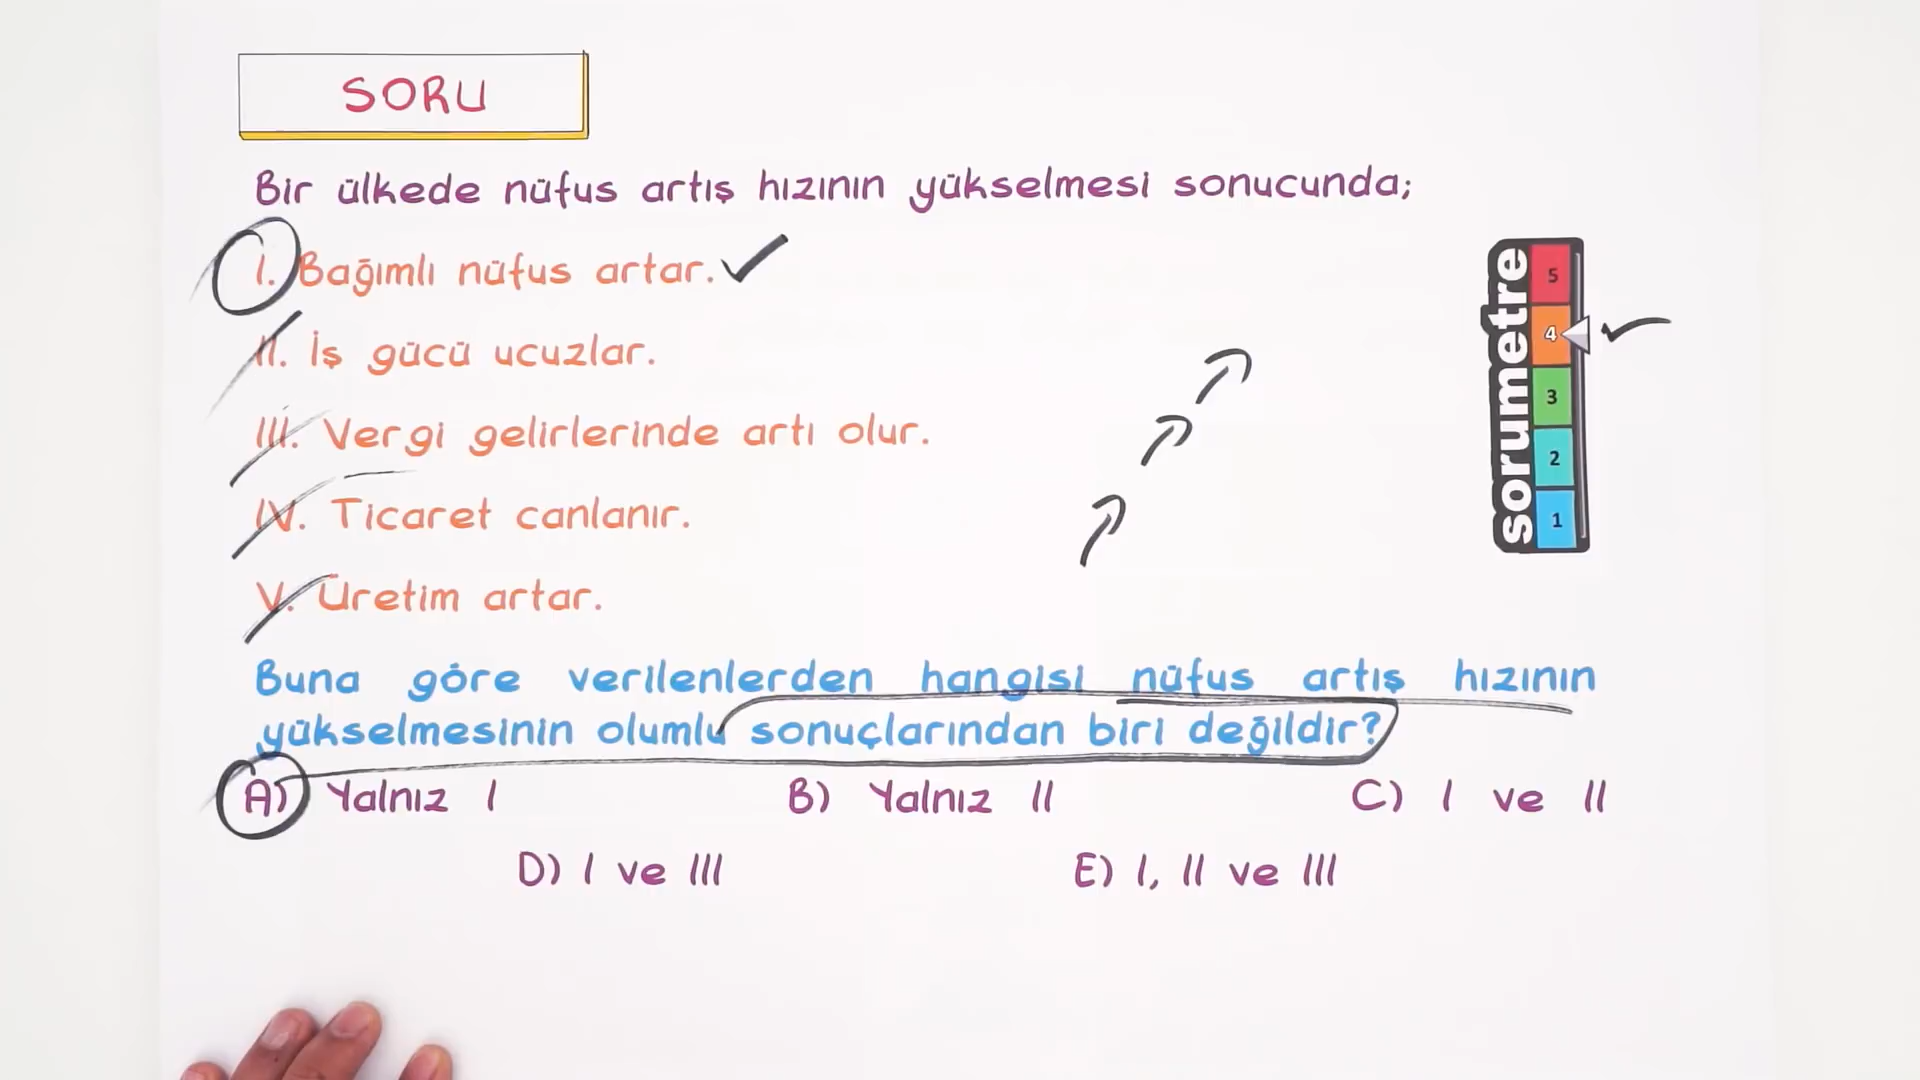 SORU
Bir ülkede nüfus artış hızının yükselmesi sonucunda;
I. Bağımlı nüfus artar.
II. İş gücü ucuzlar.
III. Vergi gelirlerinde artı olur.
IV. Ticaret canlanır.
V. Üretim artar.
Buna göre verilenlerden hangisi nüfus artış hızının
yükselmesinin olumlu sonuçlarından biri değildir?
A) Yalnız I B) Yalnız II C) I ve II
D) I ve III E) I, II ve III
sorumetre
5
4
3
2
1